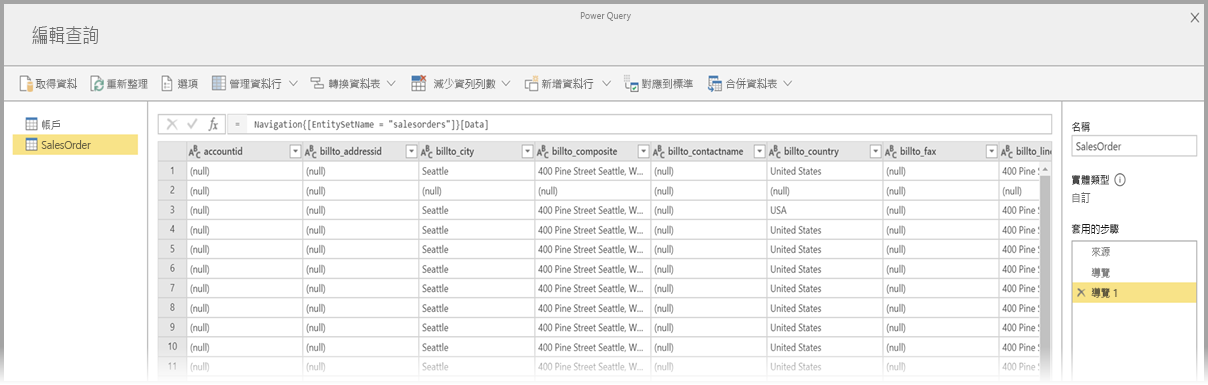 Power Query
編輯查詢
取得資料 重新整理 選項 管理資料行 轉換資料表 減少資列列數 新增資料行 對應到標準 合併資料表
帳戶
SalesOrder
fx = Navigation{[EntitySetName = "salesorders"]}[Data]
ABC accountid ABC billto_addressid ABC billto_city ABC billto_composite ABC billto_contactname ABC billto_country ABC billto_fax ABC billto_line
1 (null) (null) Seattle 400 Pine Street Seattle, W... (null) United States (null) 400 Pine S
2 (null) (null) (null) (null) (null) (null) (null) (null)
3 (null) (null) Seattle 400 Pine Street Seattle, W... (null) USA (null) 400 Pine S
4 (null) (null) Seattle 400 Pine Street Seattle, W... (null) United States (null) 400 Pine S
5 (null) (null) Seattle 400 Pine Street Seattle, W... (null) United States (null) 400 Pine S
6 (null) (null) Seattle 400 Pine Street Seattle, W... (null) United States (null) 400 Pine S
7 (null) (null) Seattle 400 Pine Street Seattle, W... (null) United States (null) 400 Pine S
8 (null) (null) Seattle 400 Pine Street Seattle, W... (null) United States (null) 400 Pine S
9 (null) (null) Seattle 400 Pine Street Seattle, W... (null) United States (null) 400 Pine S
10 (null) (null) Seattle 400 Pine Street Seattle, W... (null) United States (null) 400 Pine S
11 (null) (null) Seattle 400 Pine Street Seattle, W... (null) United States (null) 400 Pine S
名稱
SalesOrder
實體類型
自訂
套用的步驟
來源
導覽
導覽 1